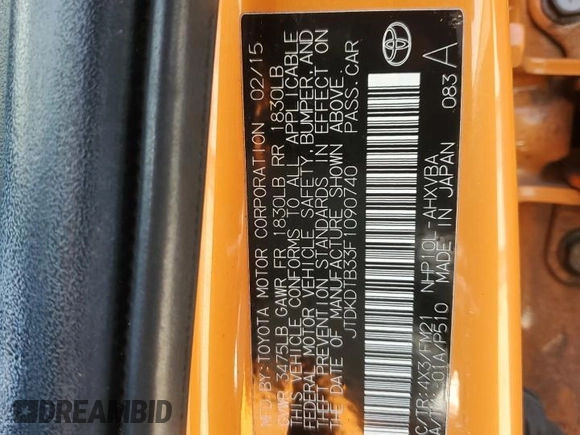 MFD BY: TOYOTA MOTOR CORPORATION 02/15
GVWR 3475LB GAWR FR 1830LB RR 1830LB
THIS VEHICLE CONFORMS TO ALL APPLICABLE
FEDERAL MOTOR VEHICLE SAFETY, BUMPER, AND
THEFT PREVENTION STANDARDS IN EFFECT ON
THE DATE OF MANUFACTURE SHOWN ABOVE.
JTDKDTB33F1090740 PASS. CAR
C/TR: 4X3/FM21 NHP10L-AHXVBA
A/TM: -01A/P510 MADE IN JAPAN
083 A
DREAMBID